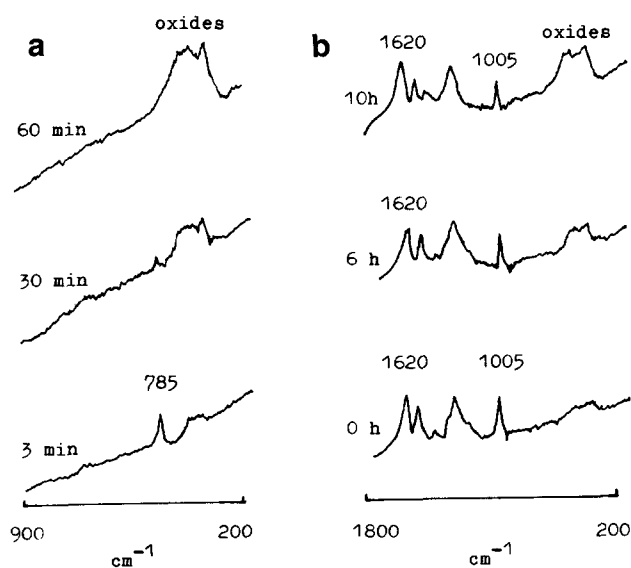 a
oxides
60 min
30 min
785
3 min
900
200
cm⁻¹
b
1620
1005
oxides
10h
1620
6 h
1620
1005
0 h
1800
200
cm⁻¹